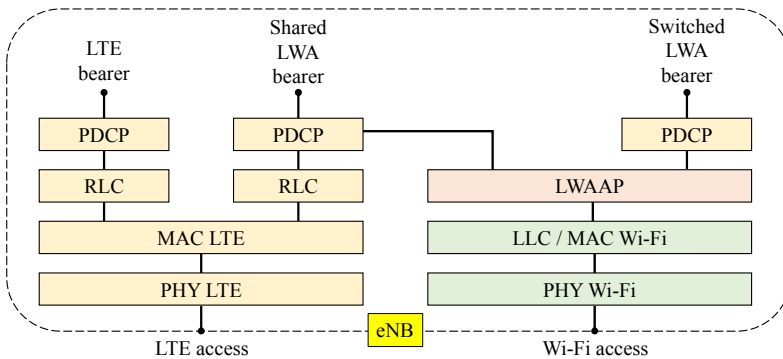 LTE
bearer
Shared
LWA
bearer
Switched
LWA
bearer
PDCP
PDCP
PDCP
RLC
RLC
LWAAP
MAC LTE
LLC / MAC Wi-Fi
PHY LTE
PHY Wi-Fi
eNB
LTE access
Wi-Fi access